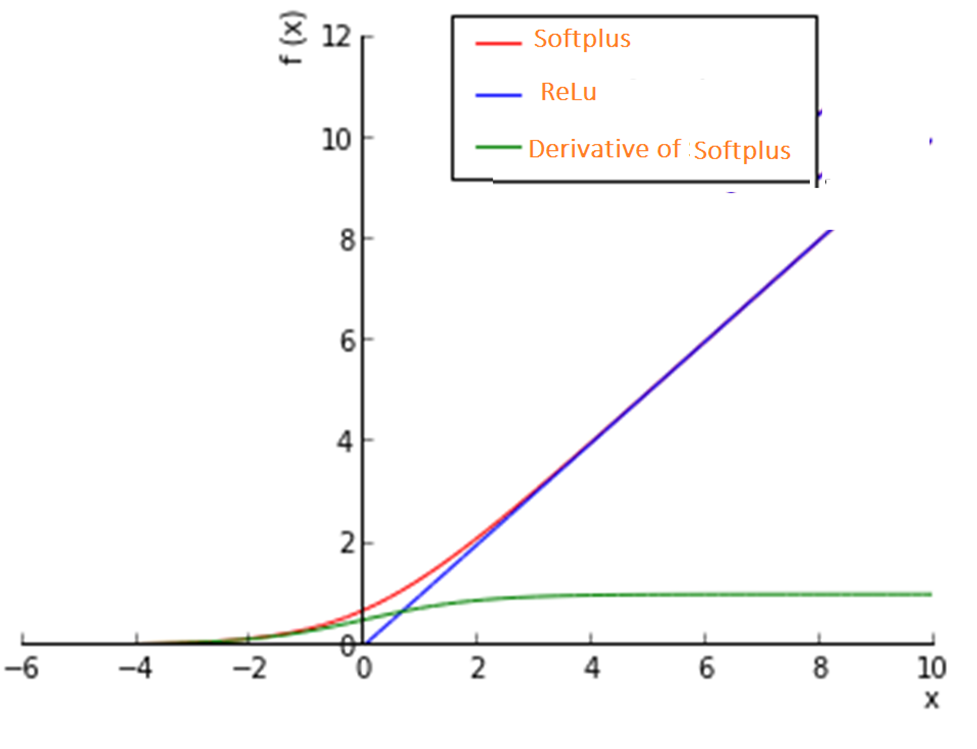 f (x)
12
10
8
6
4
2
0
Softplus
ReLu
Derivative of Softplus
−6 −4 −2 0 2 4 6 8 10
x